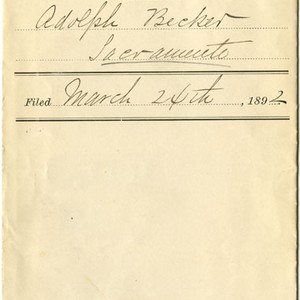 Adolph Becker
Sacramento
Filed March 24th, 1892